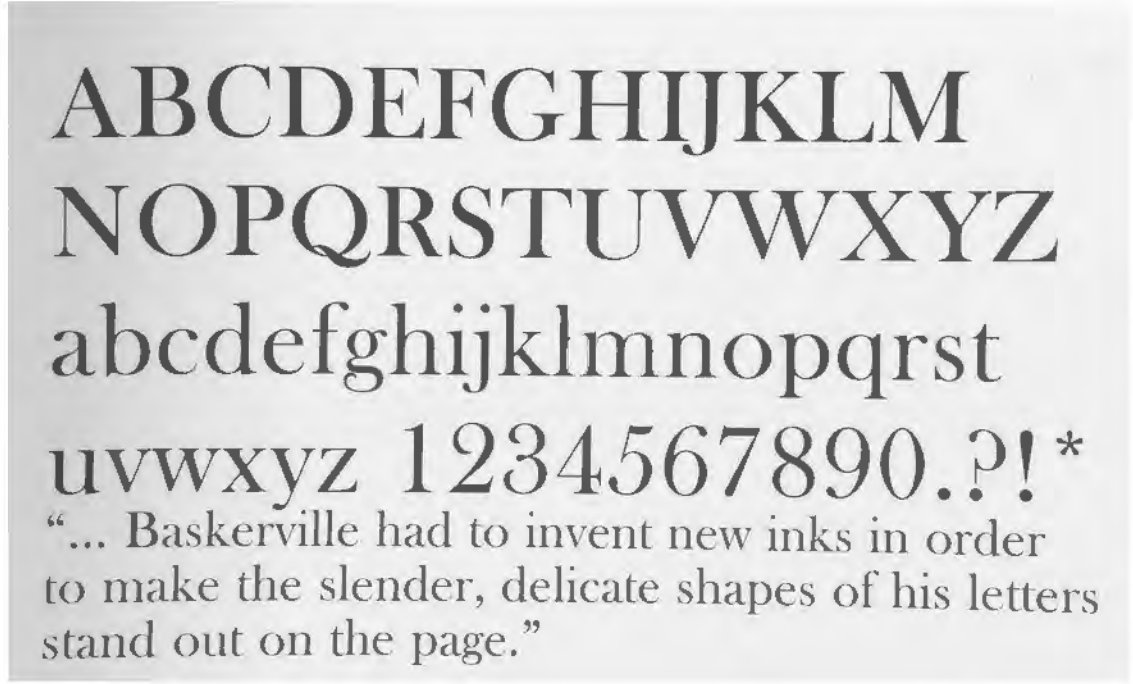 ABCDEFGHIJKLM
NOPQRSTUVWXYZ
abcdefghijklmnopqrst
uvwxyz 1234567890.?!*
“... Baskerville had to invent new inks in order
to make the slender, delicate shapes of his letters
stand out on the page.”